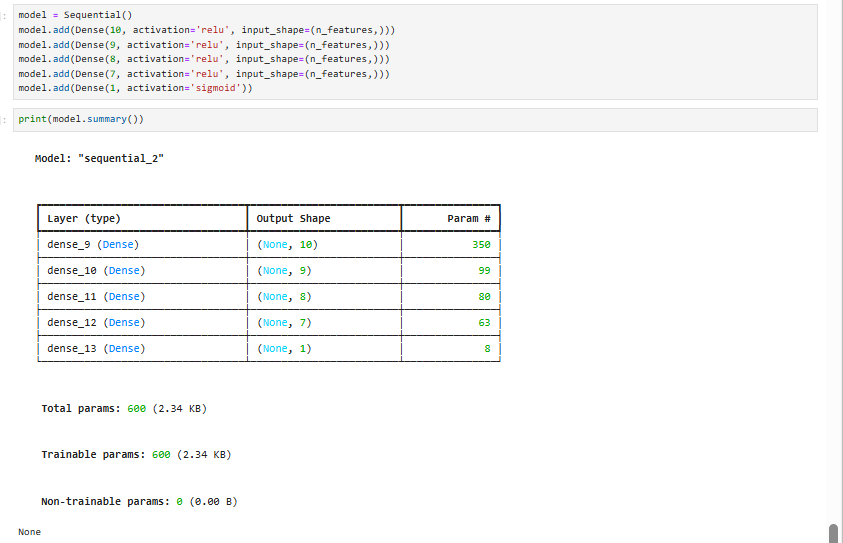 ]: model = Sequential()
model.add(Dense(10, activation='relu', input_shape=(n_features,)))
model.add(Dense(9, activation='relu', input_shape=(n_features,)))
model.add(Dense(8, activation='relu', input_shape=(n_features,)))
model.add(Dense(7, activation='relu', input_shape=(n_features,)))
model.add(Dense(1, activation='sigmoid'))
]: print(model.summary())
Model: "sequential_2"
Layer (type) Output Shape Param #
dense_9 (Dense) (None, 10) 350
dense_10 (Dense) (None, 9) 99
dense_11 (Dense) (None, 8) 80
dense_12 (Dense) (None, 7) 63
dense_13 (Dense) (None, 1) 8
Total params: 600 (2.34 KB)
Trainable params: 600 (2.34 KB)
Non-trainable params: 0 (0.00 B)
None